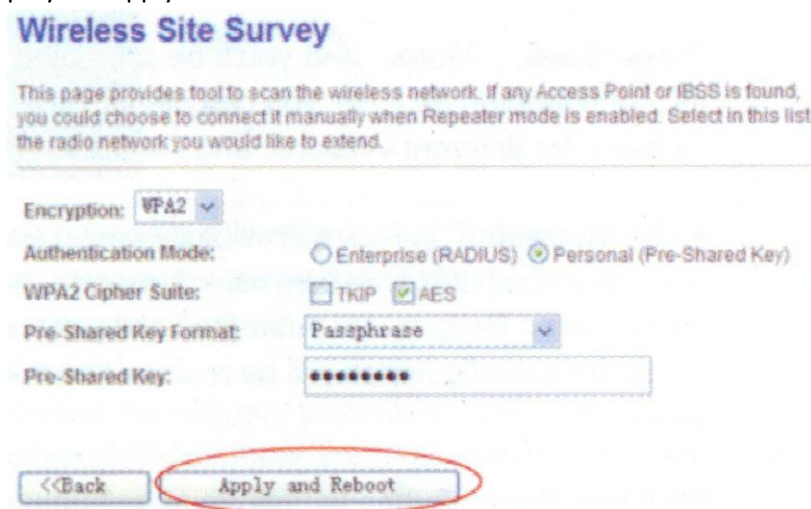 Wireless Site Survey
This page provides tool to scan the wireless network. If any Access Point or IBSS is found,
you could choose to connect it manually when Repeater mode is enabled. Select in this list
the radio network you would like to extend.
Encryption: WPA2
Authentication Mode: Enterprise (RADIUS) Personal (Pre-Shared Key)
WPA2 Cipher Suite: TKIP AES
Pre-Shared Key Format: Passphrase
Pre-Shared Key: ●●●●●●●●
<<Back Apply and Reboot